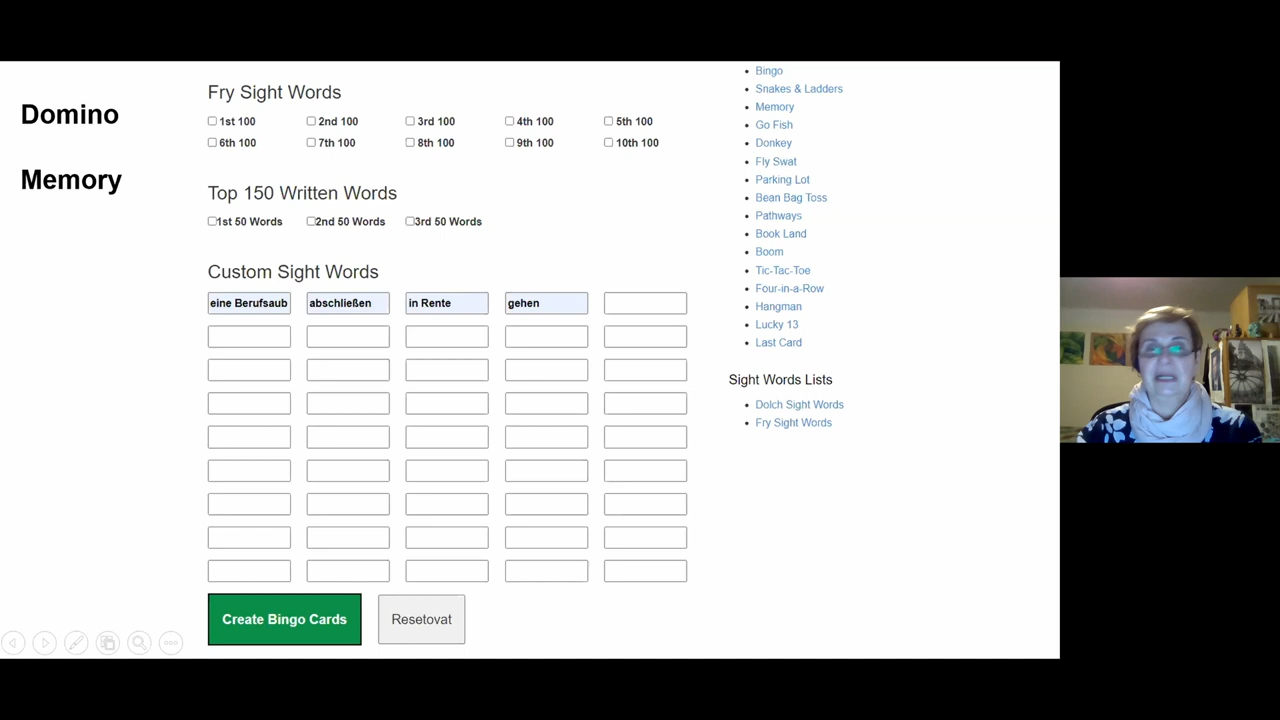 Domino
Memory
Fry Sight Words
1st 100 2nd 100 3rd 100 4th 100 5th 100
6th 100 7th 100 8th 100 9th 100 10th 100
Top 150 Written Words
1st 50 Words 2nd 50 Words 3rd 50 Words
Custom Sight Words
eine Berufsaub abschließen in Rente gehen
Create Bingo Cards Resetovat
Bingo
Snakes & Ladders
Memory
Go Fish
Donkey
Fly Swat
Parking Lot
Bean Bag Toss
Pathways
Book Land
Boom
Tic-Tac-Toe
Four-in-a-Row
Hangman
Lucky 13
Last Card
Sight Words Lists
Dolch Sight Words
Fry Sight Words